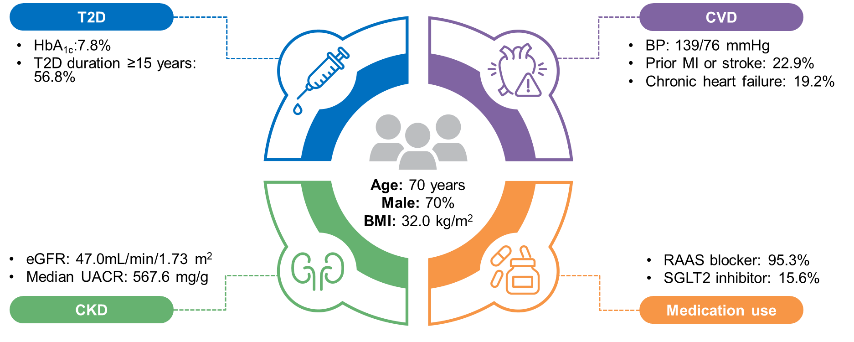 T2D
• HbA1c:7.8%
• T2D duration ≥15 years:
56.8%
CVD
• BP: 139/76 mmHg
• Prior MI or stroke: 22.9%
• Chronic heart failure: 19.2%
Age: 70 years
Male: 70%
BMI: 32.0 kg/m2
• eGFR: 47.0mL/min/1.73 m2
• Median UACR: 567.6 mg/g
CKD
• RAAS blocker: 95.3%
• SGLT2 inhibitor: 15.6%
Medication use